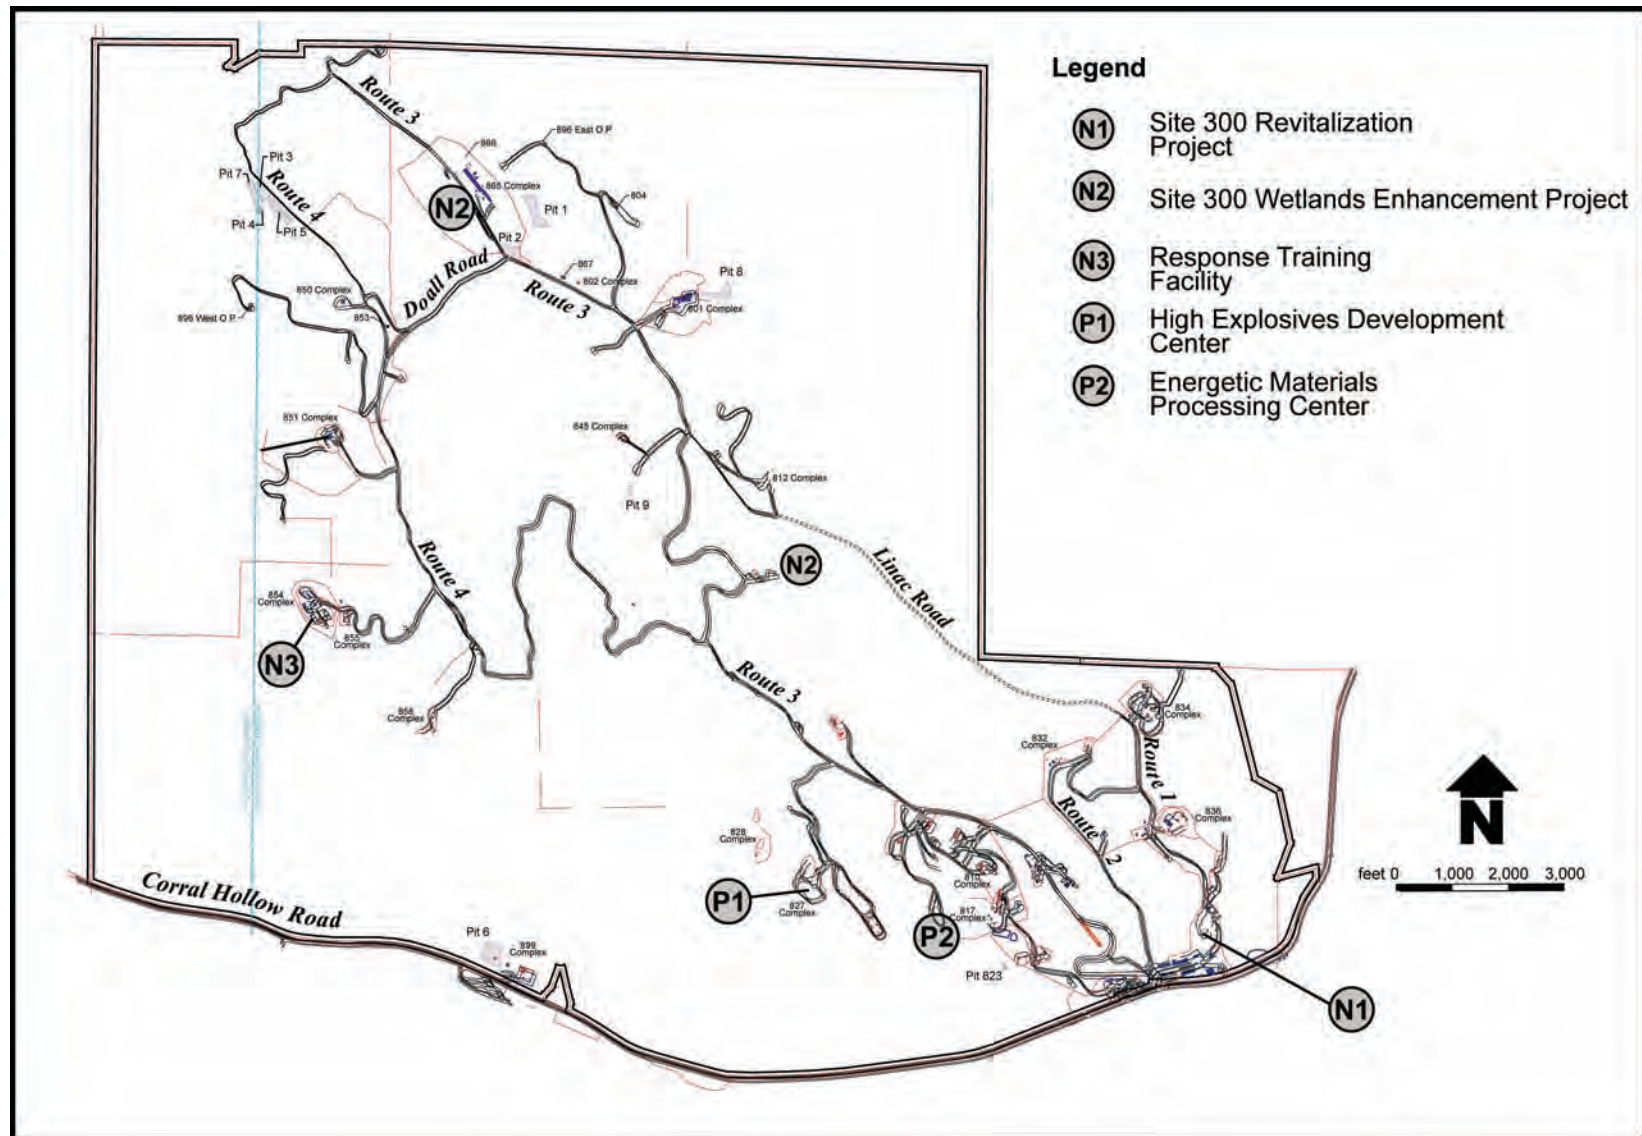 Legend
N1
Site 300 Revitalization
Project
N2
Site 300 Wetlands Enhancement Project
N3
Response Training
Facility
P1
High Explosives Development
Center
P2
Energetic Materials
Processing Center
Route 3
896 East O.P.
Pit 3
Pit 7
Route 4
865 Complex
804
N2
Pit 1
Pit 4
Pit 5
Pit 2
Doall Road
867
802 Complex
Pit 8
850 Complex
Route 3
801 Complex
853
896 West O.P.
851 Complex
845 Complex
812 Complex
Pit 9
Route 4
N2
Linac Road
854
Complex
855
Complex
N3
Route 3
858
Complex
834
Complex
832
Complex
Route 1
Route 2
836
Complex
N
feet 0 1,000 2,000 3,000
828
Complex
810
Complex
P1
827
Complex
817
Complex
P2
Corral Hollow Road
Pit 6
899
Complex
Pit 823
N1